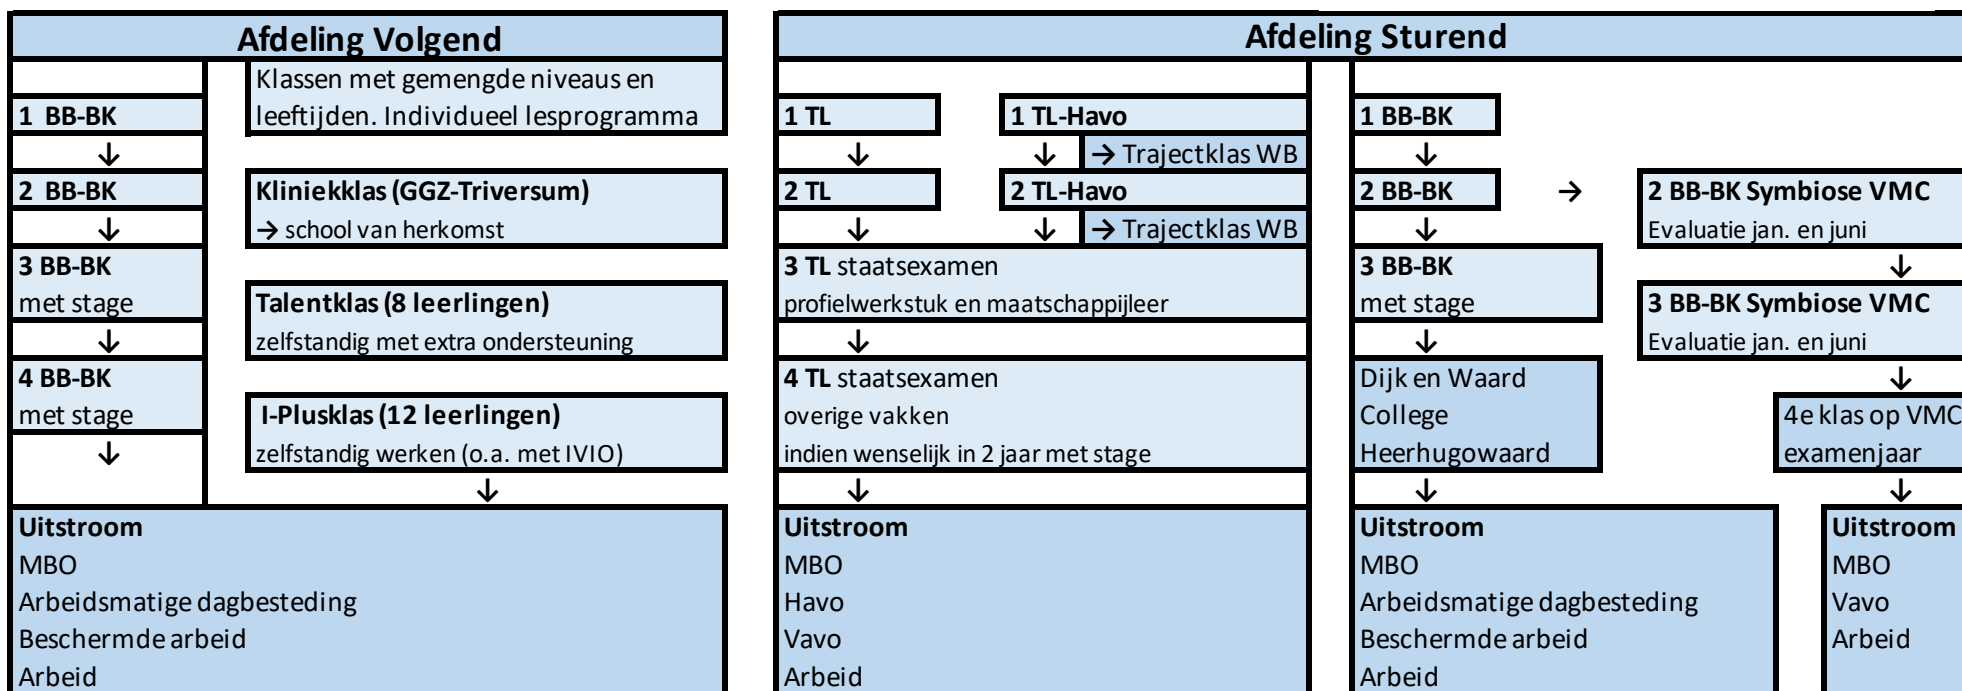 Afdeling Volgend
Klassen met gemengde niveaus en
leeftijden. Individueel lesprogramma
1 BB-BK
↓
2 BB-BK
↓
3 BB-BK
met stage
↓
4 BB-BK
met stage
↓
Kliniekklas (GGZ-Triversum)
→ school van herkomst
Talentklas (8 leerlingen)
zelfstandig met extra ondersteuning
I-Plusklas (12 leerlingen)
zelfstandig werken (o.a. met IVIO)
↓
Uitstroom
MBO
Arbeidsmatige dagbesteding
Beschermde arbeid
Arbeid
Afdeling Sturend
1 TL
↓
2 TL
↓
1 TL-Havo
↓ → Trajectklas WB
2 TL-Havo
↓ → Trajectklas WB
3 TL staatsexamen
profielwerkstuk en maatschappijleer
↓
4 TL staatsexamen
overige vakken
indien wenselijk in 2 jaar met stage
↓
Uitstroom
MBO
Havo
Vavo
Arbeid
1 BB-BK
↓
2 BB-BK →
↓
3 BB-BK
met stage
↓
Dijk en Waard
College
Heerhugowaard
↓
Uitstroom
MBO
Arbeidsmatige dagbesteding
Beschermde arbeid
Arbeid
2 BB-BK Symbiose VMC
Evaluatie jan. en juni
↓
3 BB-BK Symbiose VMC
Evaluatie jan. en juni
↓
4e klas op VMC
examenjaar
↓
Uitstroom
MBO
Vavo
Arbeid